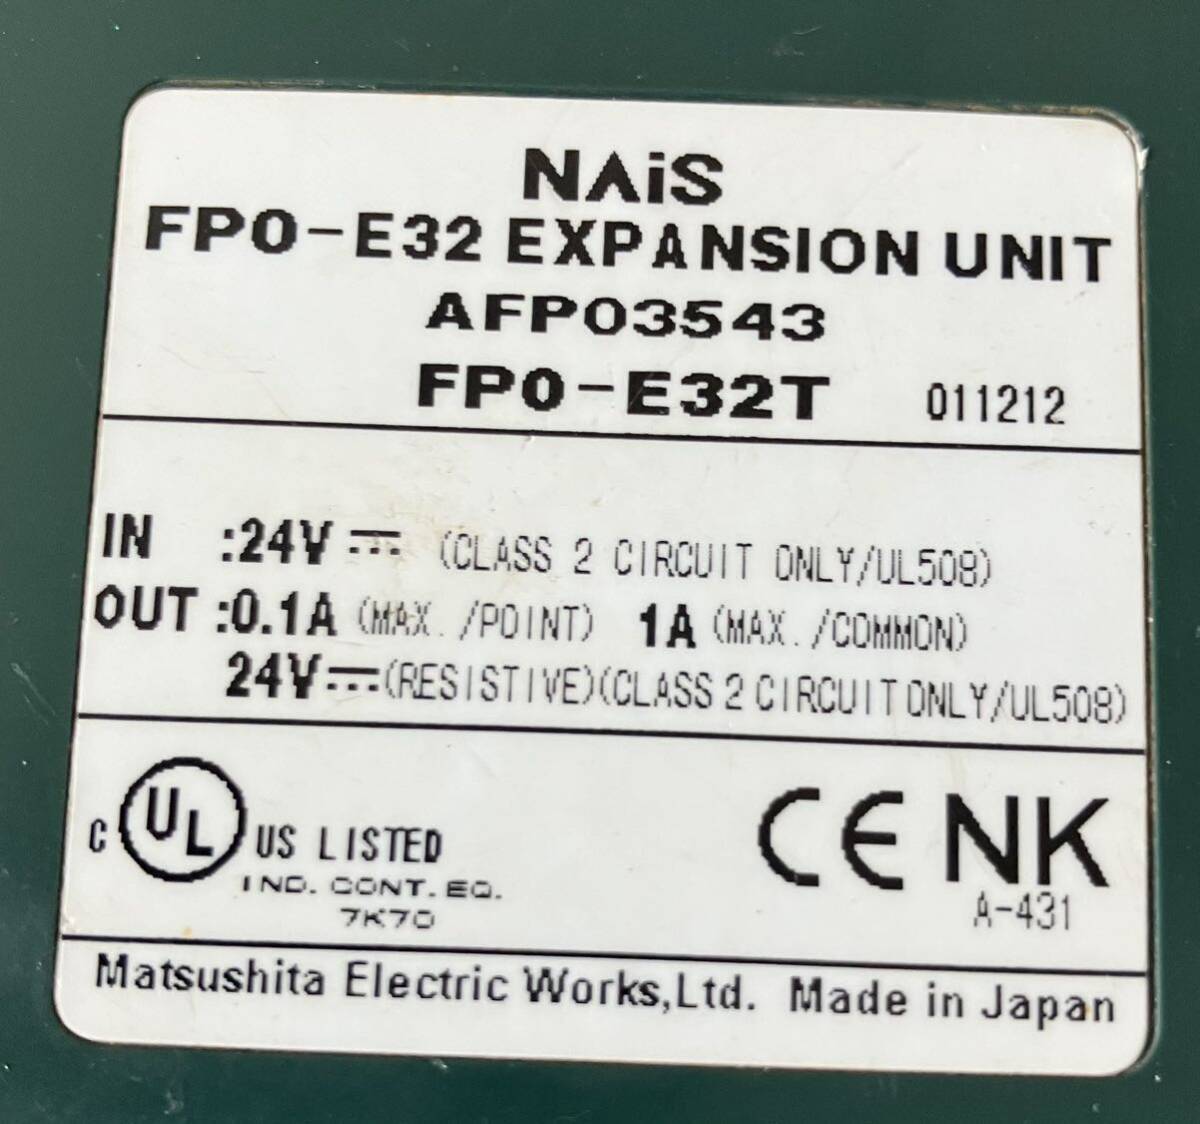 NAiS
FP0-E32 EXPANSION UNIT
AFP03543
FP0-E32T 011212
IN :24V ⎓ (CLASS 2 CIRCUIT ONLY/UL508)
OUT :0.1A (MAX. /POINT) 1A (MAX. /COMMON)
24V ⎓ (RESISTIVE)(CLASS 2 CIRCUIT ONLY/UL508)
C UL US LISTED
IND. CONT. EQ.
7K70
CE NK
A-431
Matsushita Electric Works,Ltd. Made in Japan